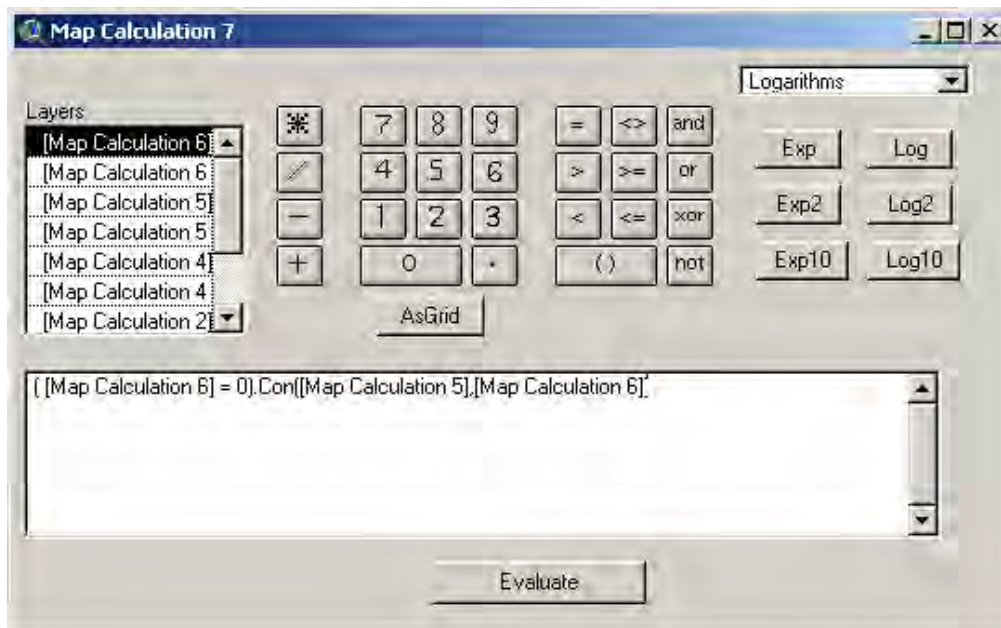 Map Calculation 7
Logarithms
Layers
[Map Calculation 6]
[Map Calculation 6
[Map Calculation 5]
[Map Calculation 5
[Map Calculation 4]
[Map Calculation 4
[Map Calculation 2]
* 7 8 9 = <> and Exp Log
/ 4 5 6 > >= or Exp2 Log2
- 1 2 3 < <= xor
+ 0 . ( ) not Exp10 Log10
AsGrid
( [Map Calculation 6] = 0).Con([Map Calculation 5],[Map Calculation 6]
Evaluate